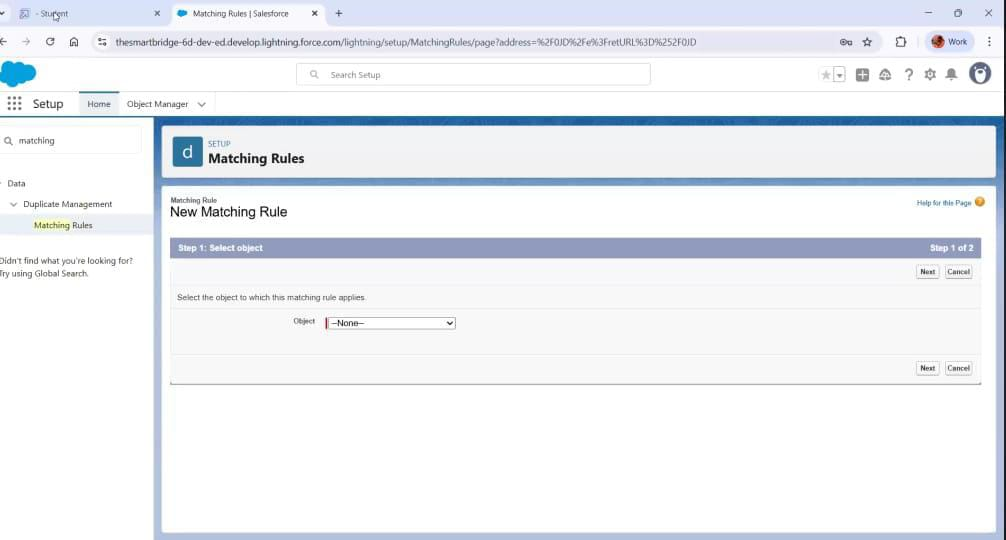 - Student
Matching Rules | Salesforce
thesmartbridge-6d-dev-ed.develop.lightning.force.com/lightning/setup/MatchingRules/page?address=%2F0JD%2Fe%3FretURL%3D%252F0JD
Work
Search Setup
Setup
Home
Object Manager
matching
d
SETUP
Matching Rules
Data
Duplicate Management
Matching Rules
Didn't find what you're looking for?
Try using Global Search.
Matching Rule
New Matching Rule
Help for this Page
Step 1: Select object
Step 1 of 2
Next Cancel
Select the object to which this matching rule applies.
Object
--None--
Next Cancel